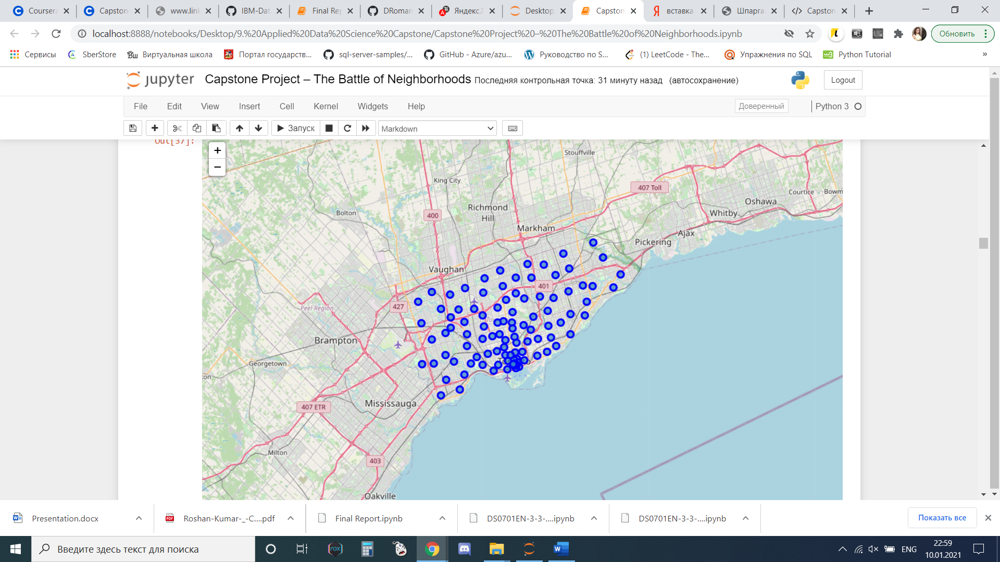 Coursera
Capston
www.link
IBM-Dat
Final Rep
DRoman
Яндекс.П
Desktop
Capston
вставка
Шпарга
Capston
localhost:8888/notebooks/Desktop/9.%20Applied%20Data%20Science%20Capstone/Capstone%20Project%20–%20The%20Battle%20of%20Neighborhoods.ipynb
Обновить
Сервисы
SberStore
Виртуальная школа
Портал государств...
sql-server-samples/...
GitHub - Azure/azu...
Руководство по S...
(1) LeetCode - The...
Упражнения по SQL
Python Tutorial
»
jupyter Capstone Project – The Battle of Neighborhoods Последняя контрольная точка: 31 минуту назад (автосохранение)
Logout
File Edit View Insert Cell Kernel Widgets Help
Доверенный
Python 3
Запуск
Markdown
Out[37]:
+
−
Stouffville
King City
407 Toll
Courtice
Bowm
Oshawa
Richmond
Hill
Bolton
400
Whitby
Markham
Ajax
Pickering
Vaughan
401
427
Peel Region
Brampton
Georgetown
ton
Mississauga
407 ETR
Milton
403
Oakville
Presentation.docx
Roshan-Kumar-_-C....pdf
Final Report.ipynb
DS0701EN-3-3-....ipynb
DS0701EN-3-3-....ipynb
Показать все
Введите здесь текст для поиска
ENG
22:59
10.01.2021